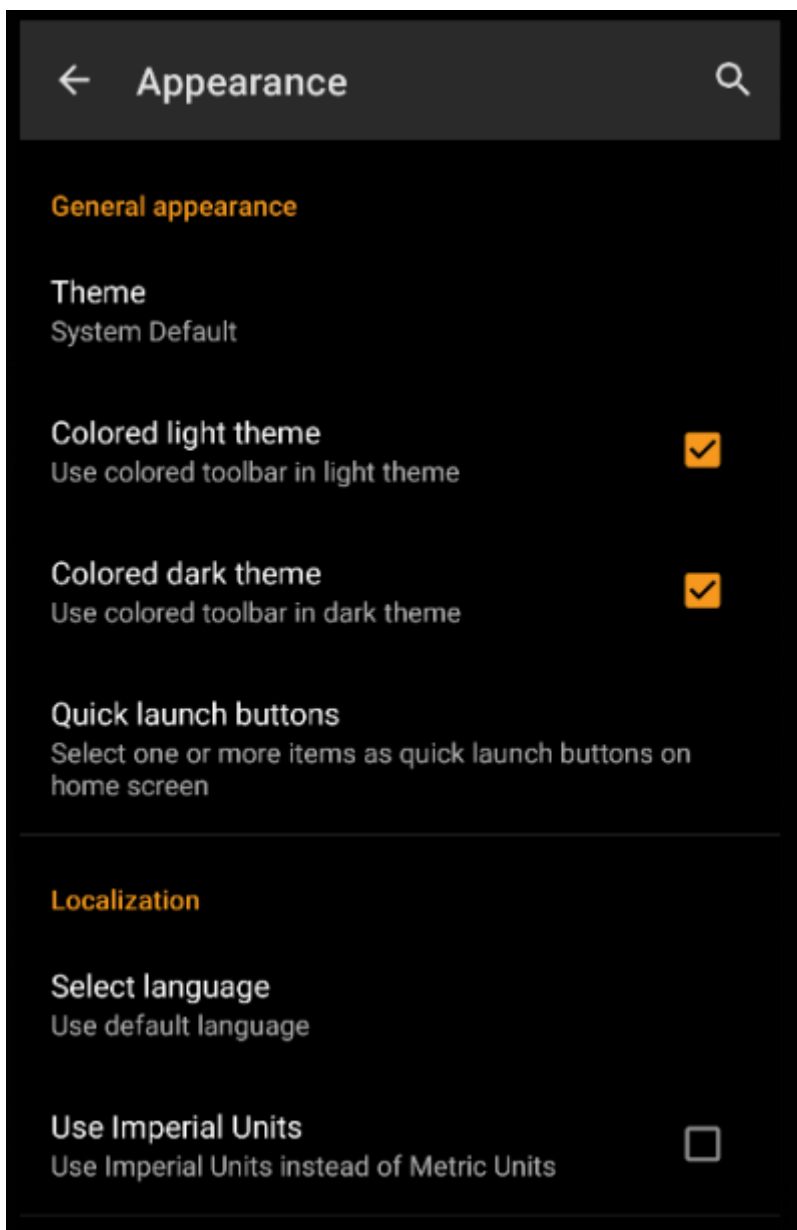 Appearance
General appearance
Theme
System Default
Colored light theme
Use colored toolbar in light theme
Colored dark theme
Use colored toolbar in dark theme
Quick launch buttons
Select one or more items as quick launch buttons on
home screen
Localization
Select language
Use default language
Use Imperial Units
Use Imperial Units instead of Metric Units